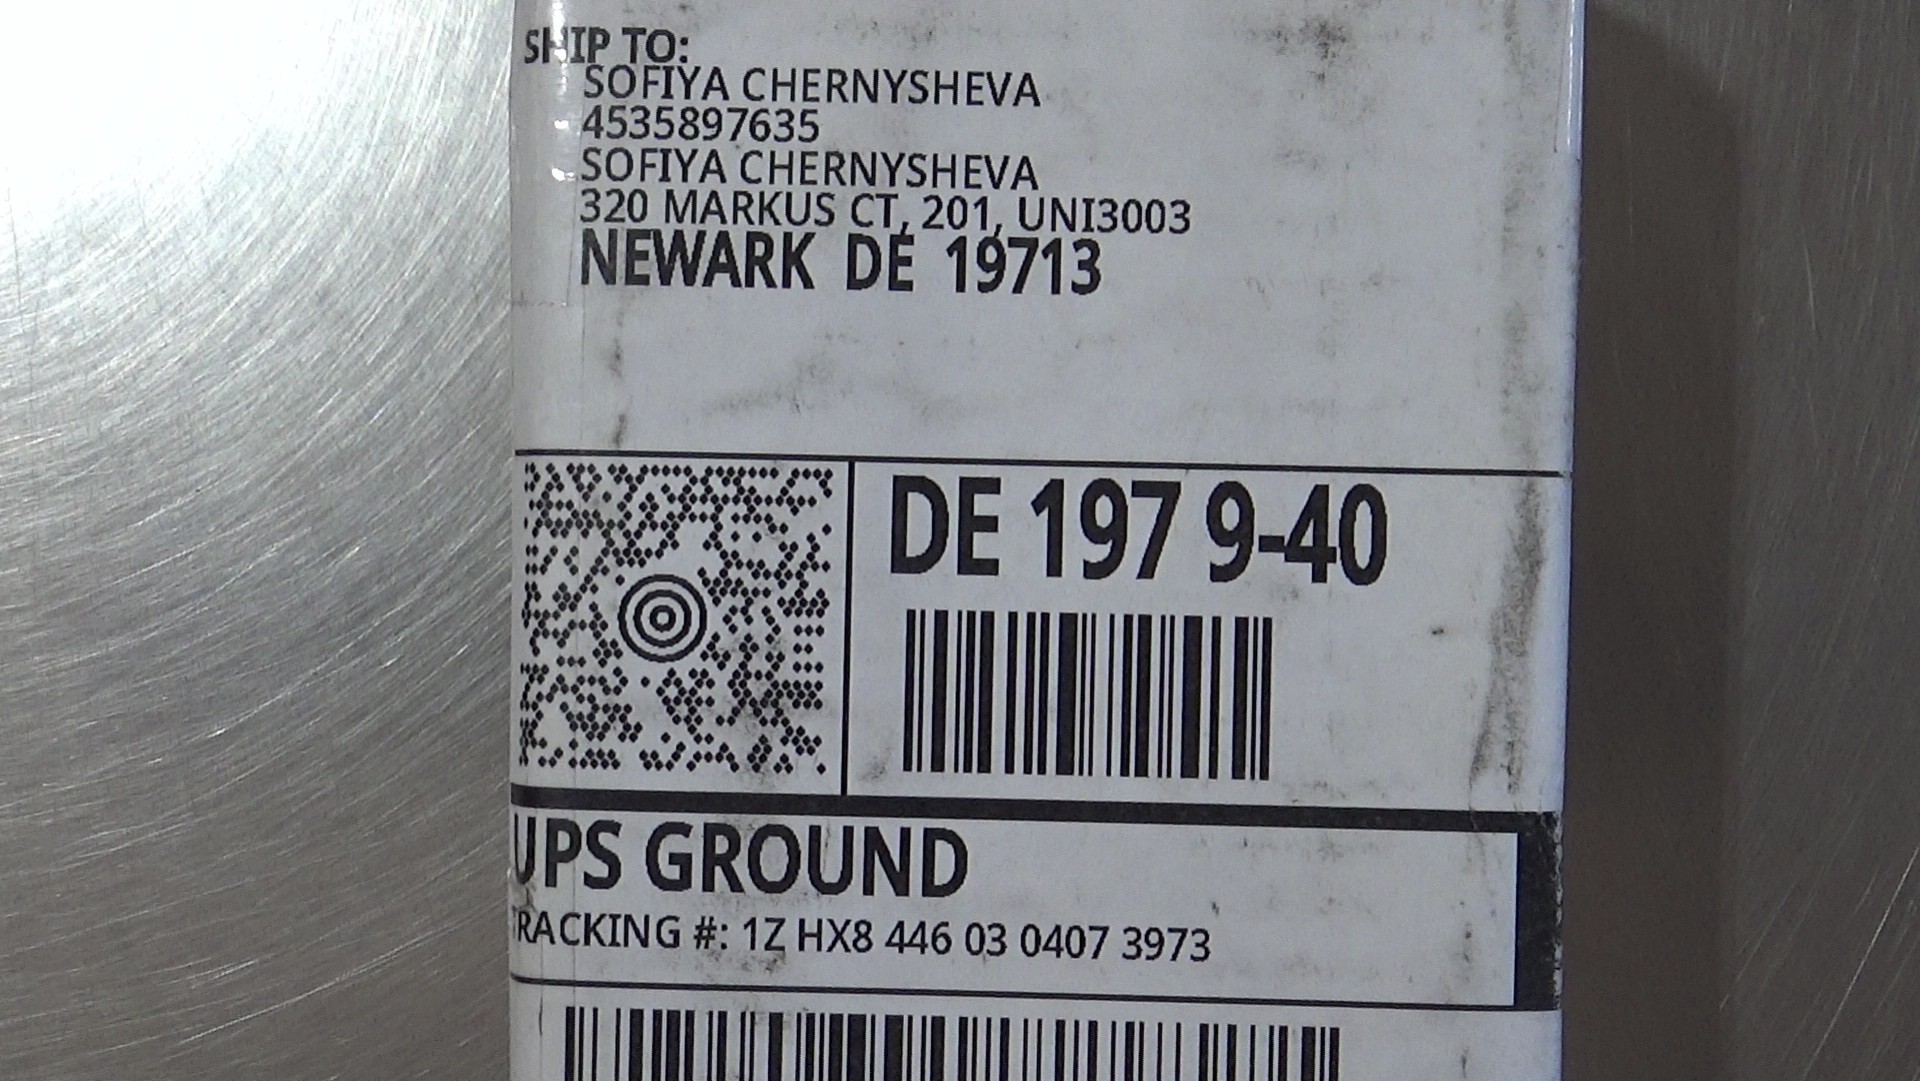 SHIP TO:
SOFIYA CHERNYSHEVA
4535897635
SOFIYA CHERNYSHEVA
320 MARKUS CT, 201, UNI3003
NEWARK DE 19713
DE 197 9-40
UPS GROUND
TRACKING #: 1Z HX8 446 03 0407 3973